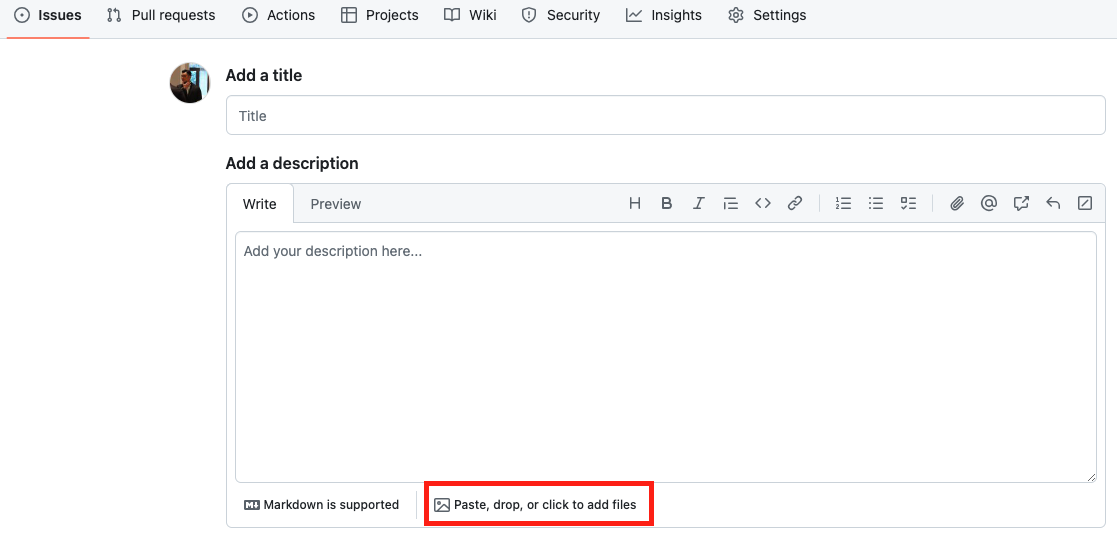 Issues Pull requests Actions Projects Wiki Security Insights Settings
Add a title
Title
Add a description
Write Preview
Add your description here...
Markdown is supported Paste, drop, or click to add files